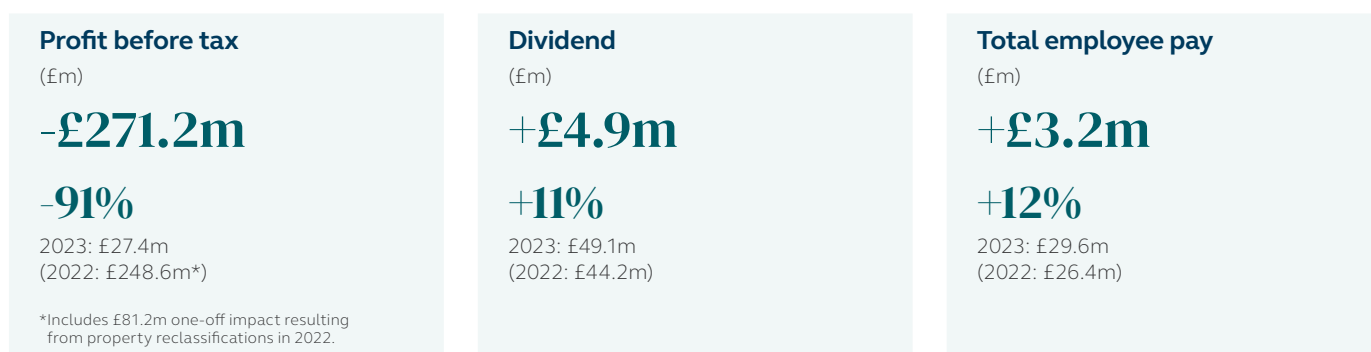 Profit before tax
(£m)
-£271.2m
-91%
2023: £27.4m
(2022: £248.6m*)
*Includes £81.2m one-off impact resulting
from property reclassifications in 2022.
Dividend
(£m)
+£4.9m
+11%
2023: £49.1m
(2022: £44.2m)
Total employee pay
(£m)
+£3.2m
+12%
2023: £29.6m
(2022: £26.4m)